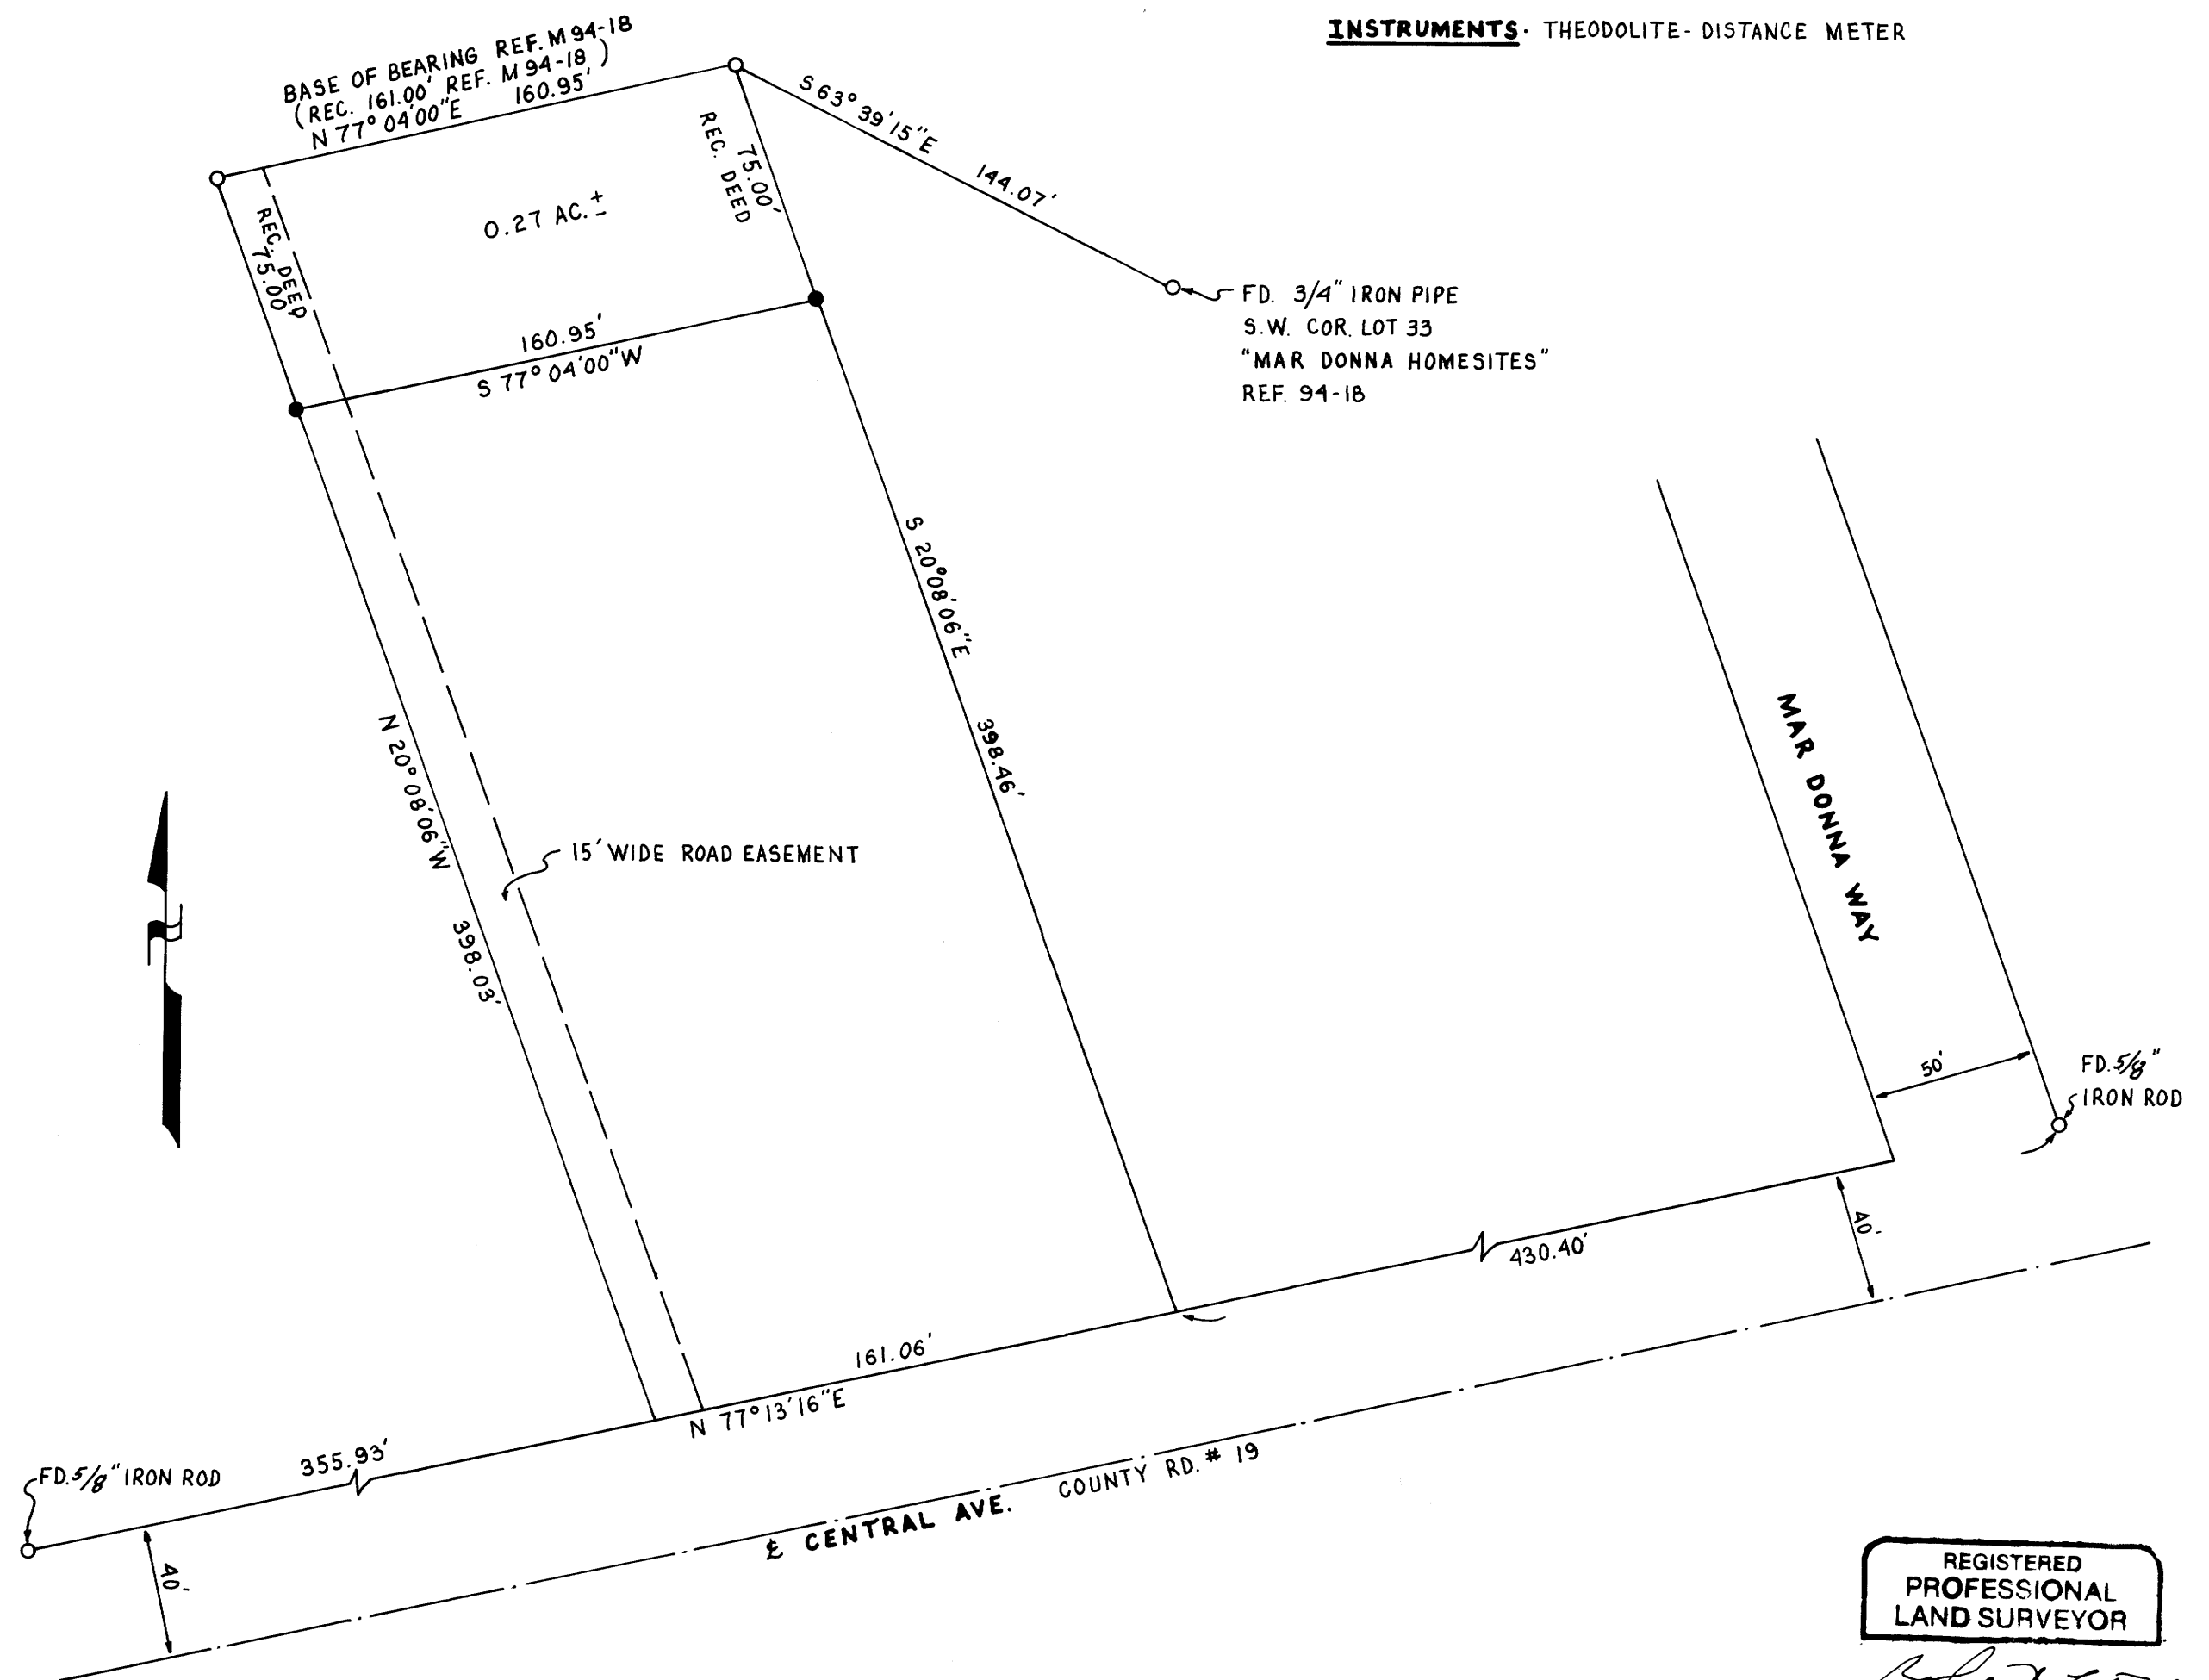 INSTRUMENTS. THEODOLITE - DISTANCE METER
BASE OF BEARING REF. M 94-18
(REC. 161.00' REF. M 94-18)
N 77° 04' 00" E 160.95'
S 63° 39' 15" E 144.07'
REC. DEED
75.00'
0.27 AC. ±
REC. DEED
75.00'
160.95'
S 77° 04' 00" W
FD. 3/4" IRON PIPE
S.W. COR. LOT 33
"MAR DONNA HOMESITES"
REF. 94-18
S 20° 08' 06" E 398.46'
N 20° 08' 06" W 398.03'
MAR DONNA WAY
15' WIDE ROAD EASEMENT
50'
FD. 5/8"
IRON ROD
40'
430.40'
161.06'
N 77° 13' 16" E
355.93'
FD. 5/8" IRON ROD
40'
℄ CENTRAL AVE. COUNTY RD. # 19
REGISTERED
PROFESSIONAL
LAND SURVEYOR